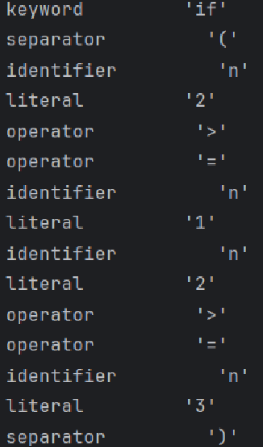 keyword 'if'
separator '('
identifier 'n'
literal '2'
operator '>'
operator '='
identifier 'n'
literal '1'
identifier 'n'
literal '2'
operator '>'
operator '='
identifier 'n'
literal '3'
separator ')'